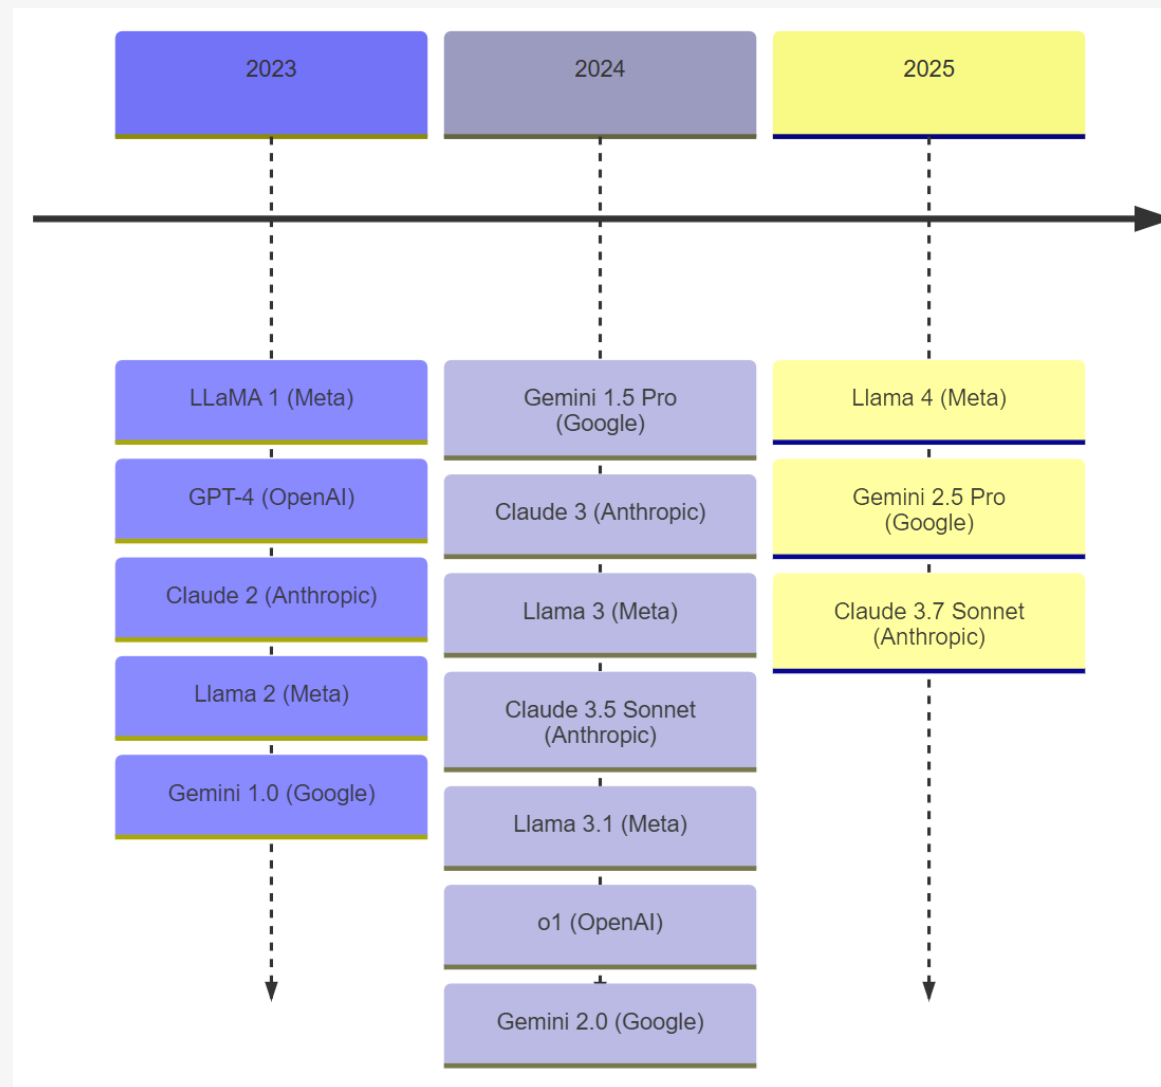 2023
2024
2025
LLaMA 1 (Meta)
GPT-4 (OpenAI)
Claude 2 (Anthropic)
Llama 2 (Meta)
Gemini 1.0 (Google)
Gemini 1.5 Pro
(Google)
Claude 3 (Anthropic)
Llama 3 (Meta)
Claude 3.5 Sonnet
(Anthropic)
Llama 3.1 (Meta)
o1 (OpenAI)
Gemini 2.0 (Google)
Llama 4 (Meta)
Gemini 2.5 Pro
(Google)
Claude 3.7 Sonnet
(Anthropic)